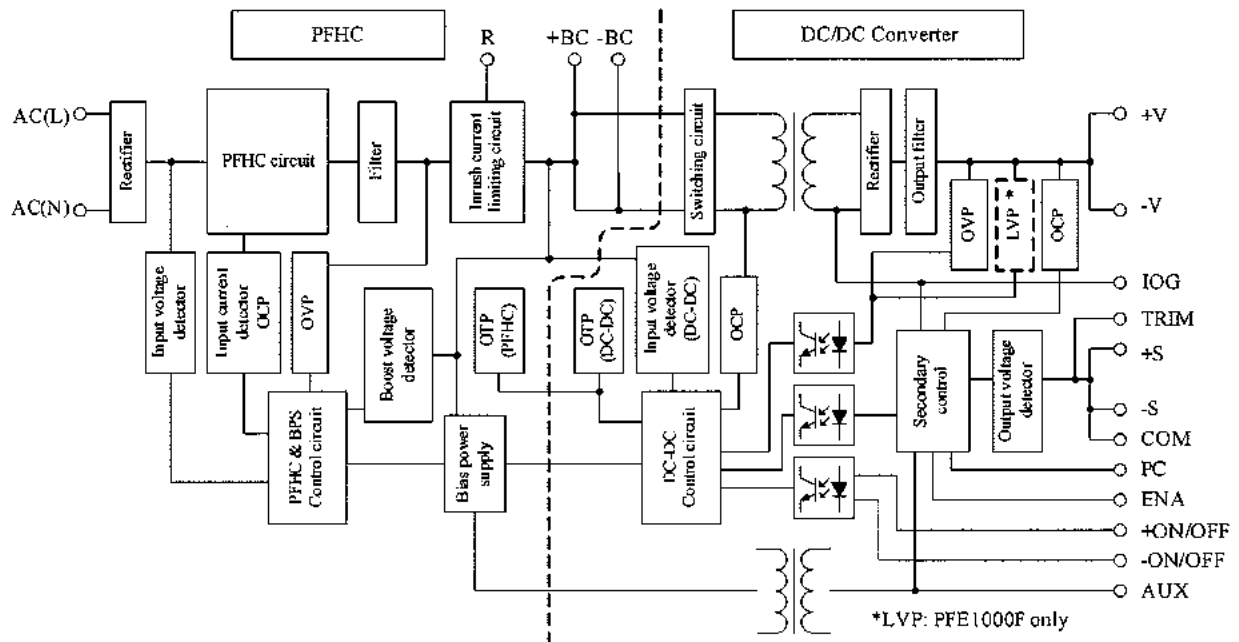 PFHC
DC/DC Converter
R
+BC
-BC
AC(L)
AC(N)
Rectifier
PFHC circuit
Filter
Inrush current
limiting circuit
Switching circuit
Rectifier
Output filter
OVP
LVP *
OCP
+V
-V
IOG
TRIM
+S
-S
COM
PC
ENA
+ON/OFF
-ON/OFF
AUX
Input voltage
detector
Input current
detector
OCP
OVP
Boost voltage
detector
OTP
(PFHC)
OTP
(DC-DC)
Input voltage
detector
(DC-DC)
OCP
PFHC & BPS
Control circuit
Bias power
supply
DC-DC
Control circuit
Secondary
control
Output voltage
detector
*LVP: PFE1000F only